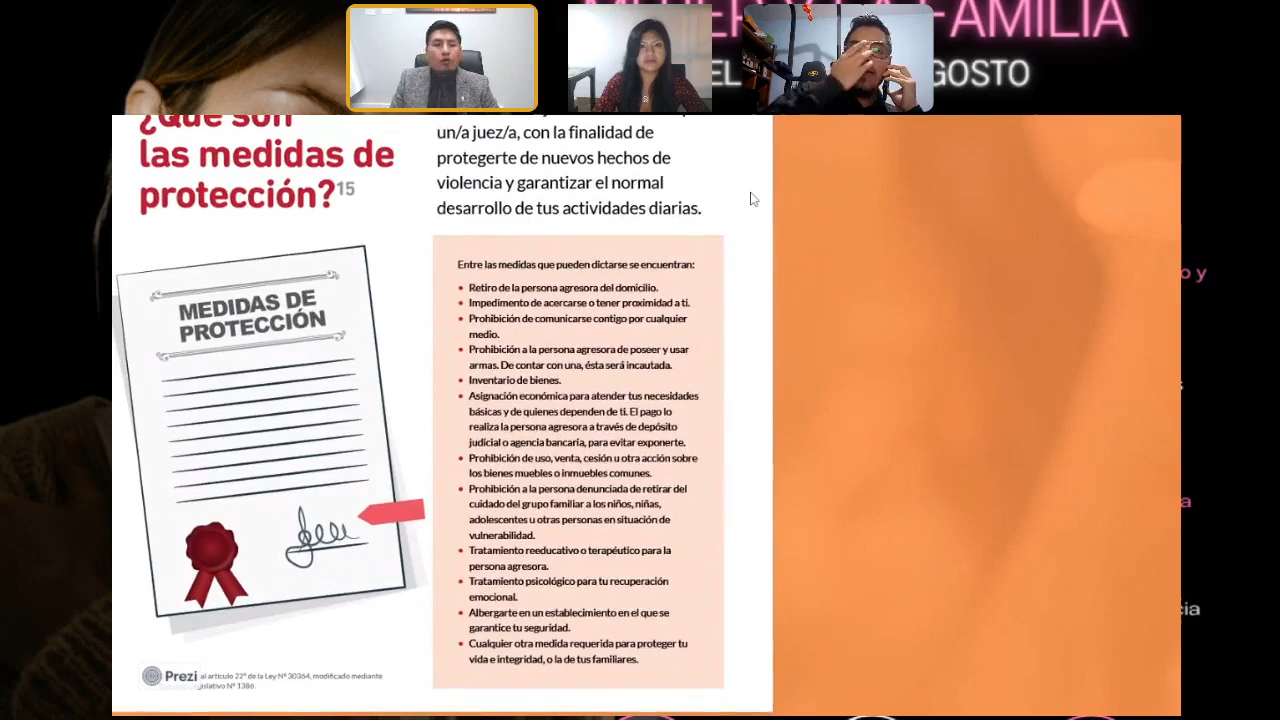 FAMILIA
EL
GOSTO
¿Qué son
las medidas de
protección?15
un/a juez/a, con la finalidad de
protegerte de nuevos hechos de
violencia y garantizar el normal
desarrollo de tus actividades diarias.
MEDIDAS DE
PROTECCIÓN
Entre las medidas que pueden dictarse se encuentran:
• Retiro de la persona agresora del domicilio.
• Impedimento de acercarse o tener proximidad a ti.
• Prohibición de comunicarse contigo por cualquier
medio.
• Prohibición a la persona agresora de poseer y usar
armas. De contar con una, ésta será incautada.
• Inventario de bienes.
• Asignación económica para atender tus necesidades
básicas y de quienes dependen de ti. El pago lo
realiza la persona agresora a través de depósito
judicial o agencia bancaría, para evitar exponerte.
• Prohibición de uso, venta, cesión u otra acción sobre
los bienes muebles o inmuebles comunes.
• Prohibición a la persona denunciada de retirar del
cuidado del grupo familiar a los niños, niñas,
adolescentes u otras personas en situación de
vulnerabilidad.
• Tratamiento reeducativo o terapéutico para la
persona agresora.
• Tratamiento psicológico para tu recuperación
emocional.
• Albergarte en un establecimiento en el que se
garantice tu seguridad.
• Cualquier otra medida requerida para proteger tu
vida e integridad, o la de tus familiares.
Prezi
al artículo 22° de la Ley Nº 30364, modificado mediante
gislativo Nº 1386.